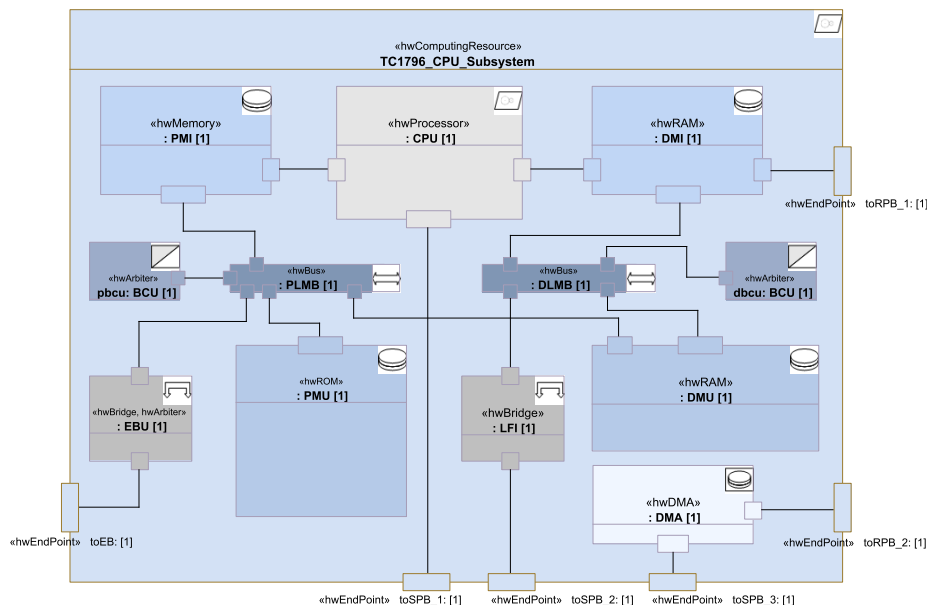 «hwComputingResource»
TC1796_CPU_Subsystem
«hwMemory»
: PMI [1]
«hwProcessor»
: CPU [1]
«hwRAM»
: DMI [1]
«hwEndPoint» toRPB_1: [1]
«hwArbiter»
pbcu: BCU [1]
«hwBus»
: PLMB [1]
«hwBus»
: DLMB [1]
«hwArbiter»
dbcu: BCU [1]
«hwBridge, hwArbiter»
: EBU [1]
«hwROM»
: PMU [1]
«hwBridge»
: LFI [1]
«hwRAM»
: DMU [1]
«hwDMA»
: DMA [1]
«hwEndPoint» toEB: [1]
«hwEndPoint» toRPB_2: [1]
«hwEndPoint» toSPB_1: [1]
«hwEndPoint» toSPB_2: [1]
«hwEndPoint» toSPB_3: [1]